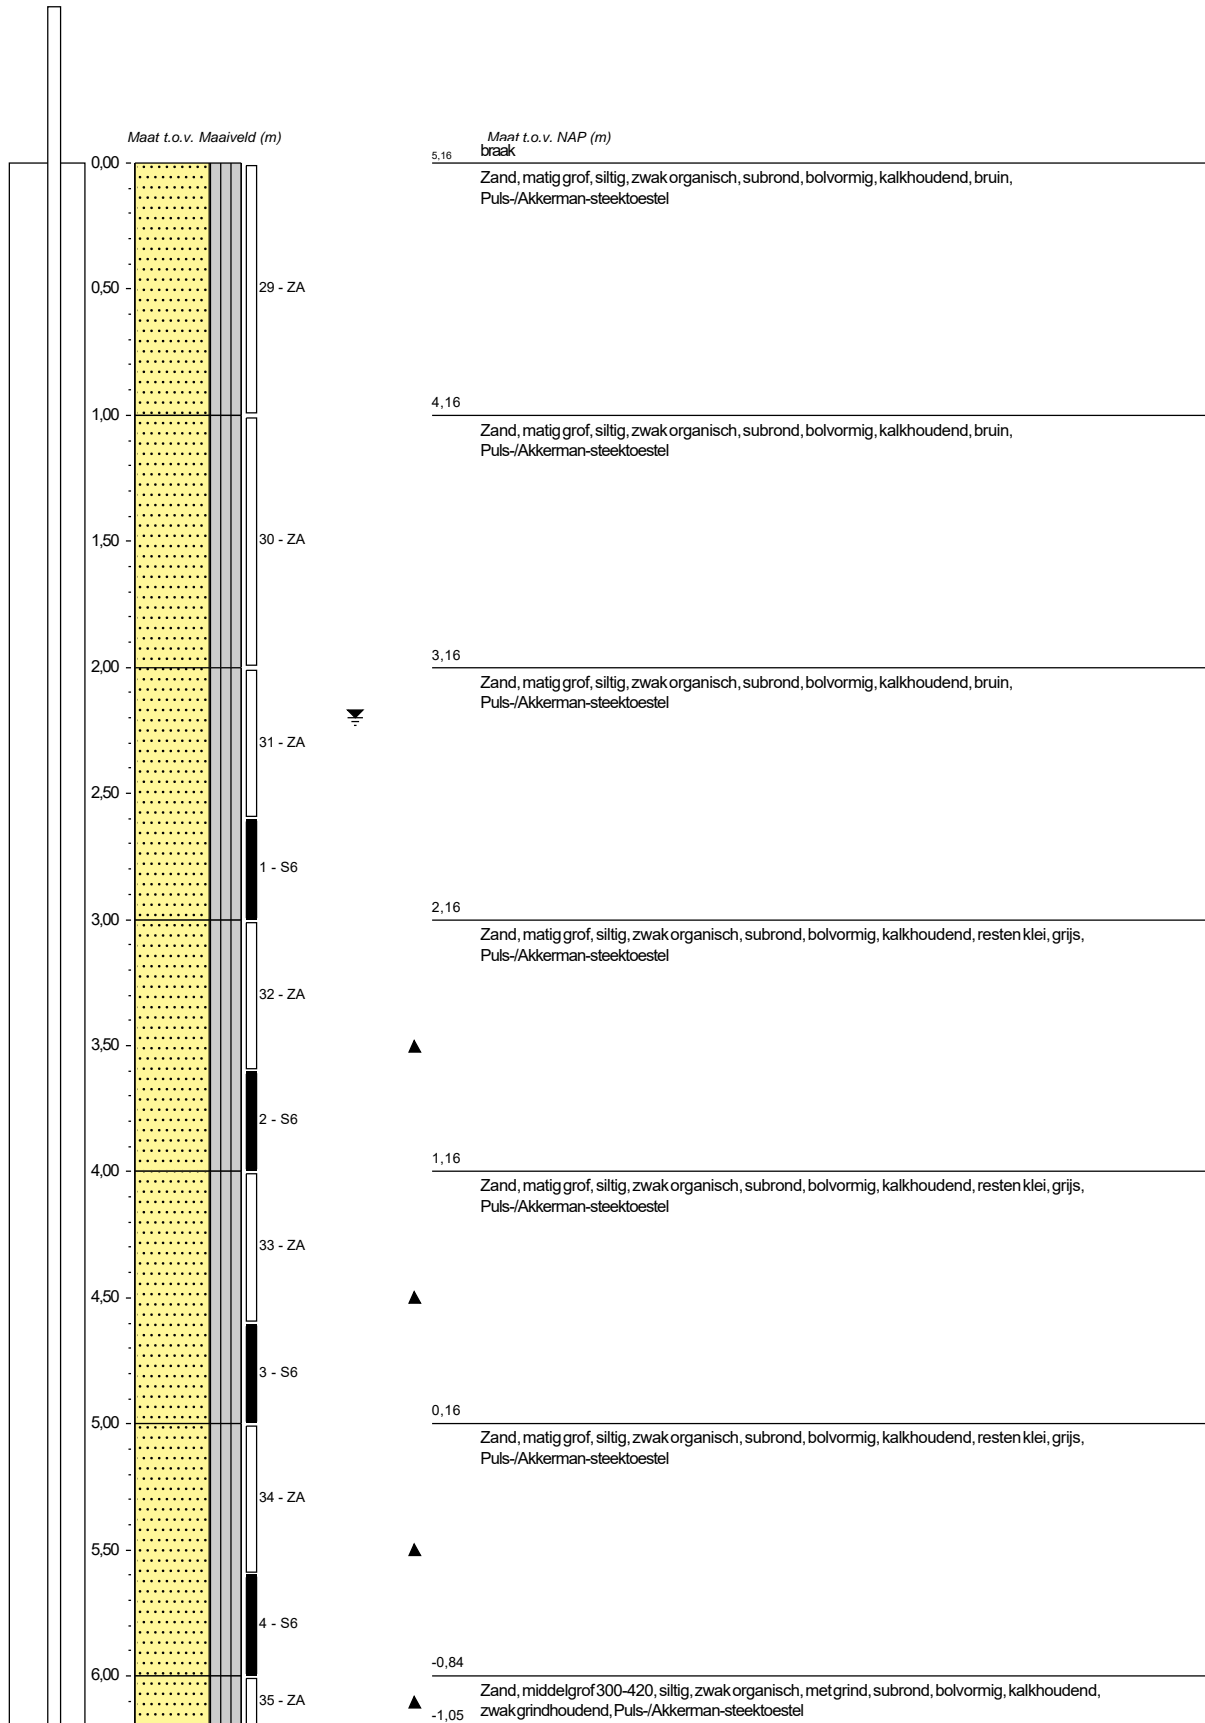 Maat t.o.v. Maaiveld (m)
Maat t.o.v. NAP (m)
0,00
5,16
braak
Zand, matig grof, siltig, zwak organisch, subrond, bolvormig, kalkhoudend, bruin,
Puls-/Akkerman-steektoestel
0,50
29 - ZA
1,00
4,16
Zand, matig grof, siltig, zwak organisch, subrond, bolvormig, kalkhoudend, bruin,
Puls-/Akkerman-steektoestel
1,50
30 - ZA
2,00
3,16
Zand, matig grof, siltig, zwak organisch, subrond, bolvormig, kalkhoudend, bruin,
Puls-/Akkerman-steektoestel
31 - ZA
2,50
1 - S6
3,00
2,16
Zand, matig grof, siltig, zwak organisch, subrond, bolvormig, kalkhoudend, resten klei, grijs,
Puls-/Akkerman-steektoestel
32 - ZA
3,50
2 - S6
4,00
1,16
Zand, matig grof, siltig, zwak organisch, subrond, bolvormig, kalkhoudend, resten klei, grijs,
Puls-/Akkerman-steektoestel
33 - ZA
4,50
3 - S6
5,00
0,16
Zand, matig grof, siltig, zwak organisch, subrond, bolvormig, kalkhoudend, resten klei, grijs,
Puls-/Akkerman-steektoestel
34 - ZA
5,50
4 - S6
6,00
-0,84
Zand, middelgrof 300-420, siltig, zwak organisch, met grind, subrond, bolvormig, kalkhoudend,
zwak grindhoudend, Puls-/Akkerman-steektoestel
35 - ZA
-1,05